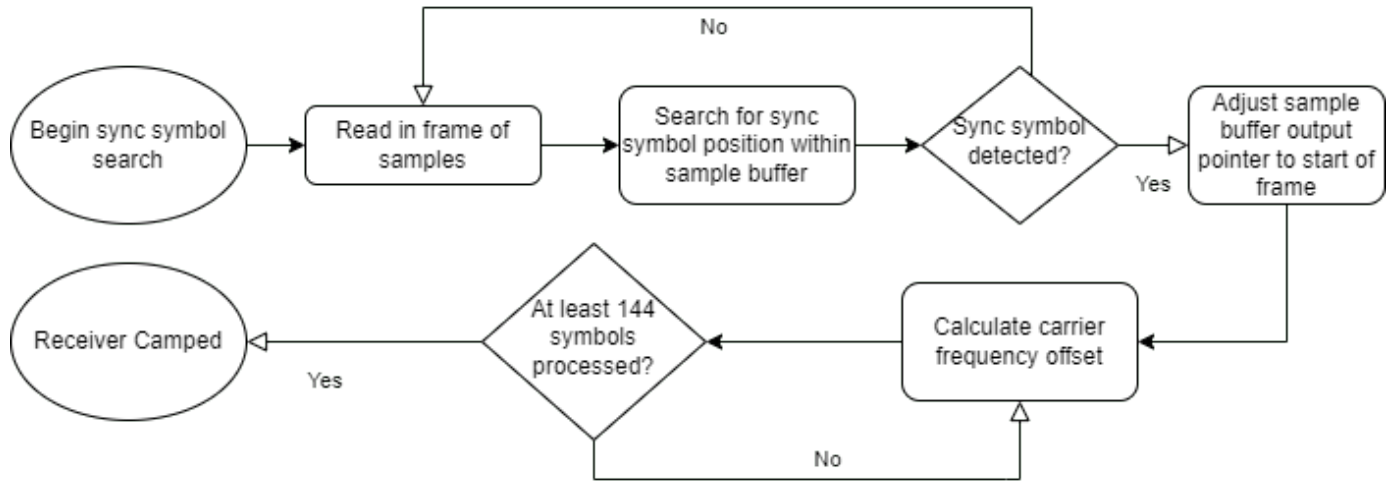 No
Begin sync symbol
search
Read in frame of
samples
Search for sync
symbol position within
sample buffer
Sync symbol
detected?
Yes
Adjust sample
buffer output
pointer to start of
frame
Receiver Camped
Yes
At least 144
symbols
processed?
No
Calculate carrier
frequency offset